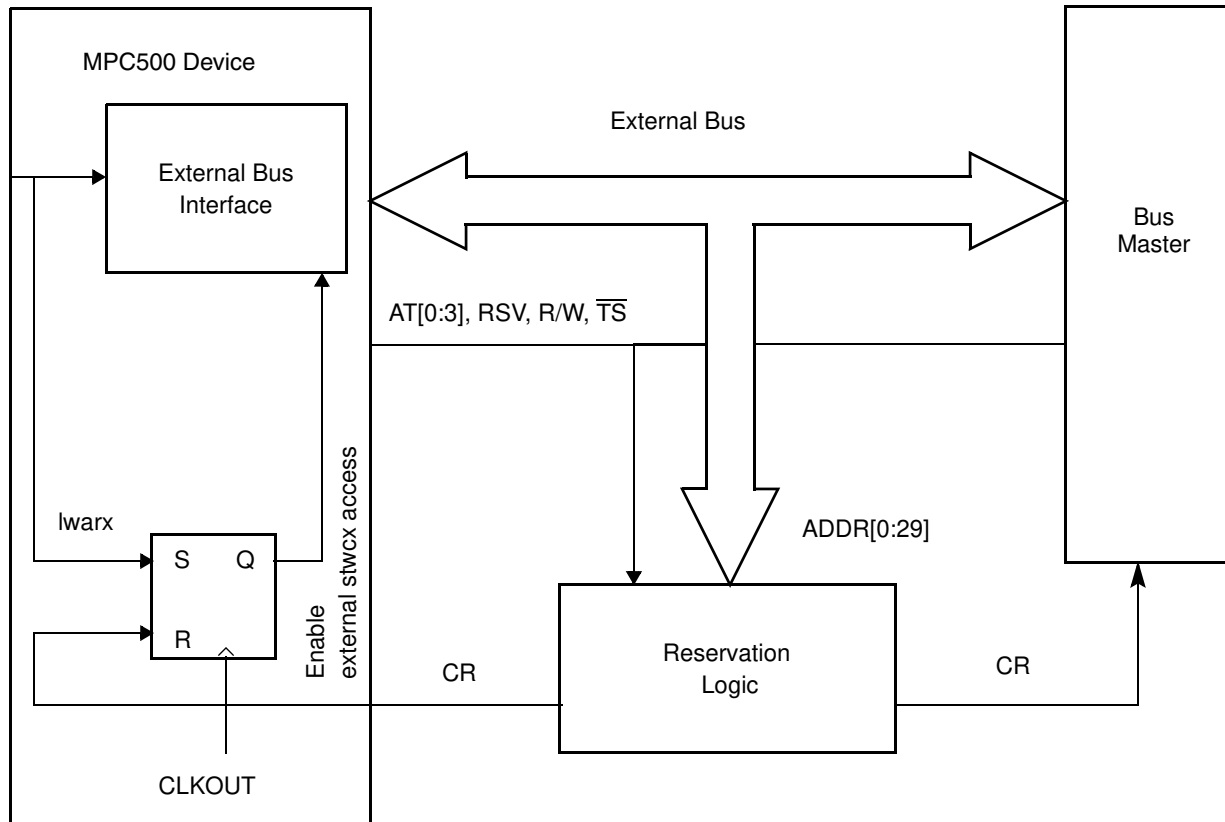 MPC500 Device
External Bus
Interface
External Bus
Bus
Master
AT[0:3], RSV, R/W, T̅S̅
lwarx
S Q
R
Enable
external stwcx access
ADDR[0:29]
Reservation
Logic
CR
CR
CLKOUT